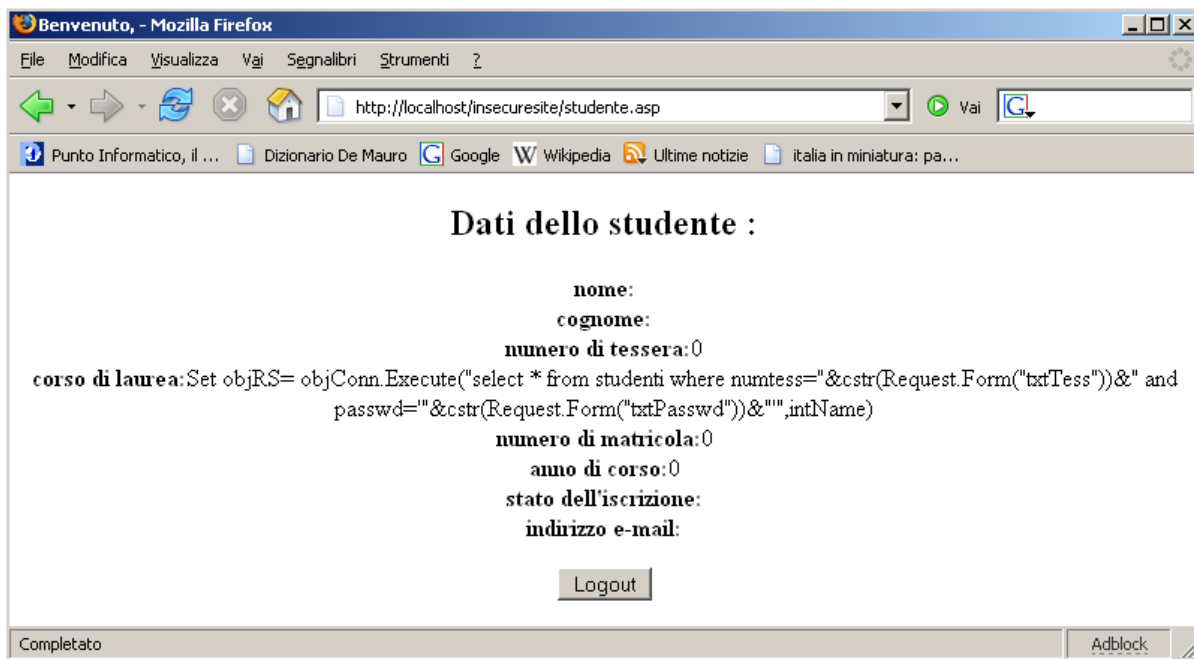 Benvenuto, - Mozilla Firefox
File Modifica Visualizza Vai Segnalibri Strumenti ?
http://localhost/insecuresite/studente.asp Vai G
Punto Informatico, il ... Dizionario De Mauro G Google W Wikipedia Ultime notizie italia in miniatura: pa...
Dati dello studente :
nome:
cognome:
numero di tessera:0
corso di laurea:Set objRS= objConn.Execute("select * from studenti where numtess="&cstr(Request.Form("txtTess"))&" and
passwd='"&cstr(Request.Form("txtPasswd"))&"'",intName)
numero di matricola:0
anno di corso:0
stato dell'iscrizione:
indirizzo e-mail:
Logout
Completato Adblock